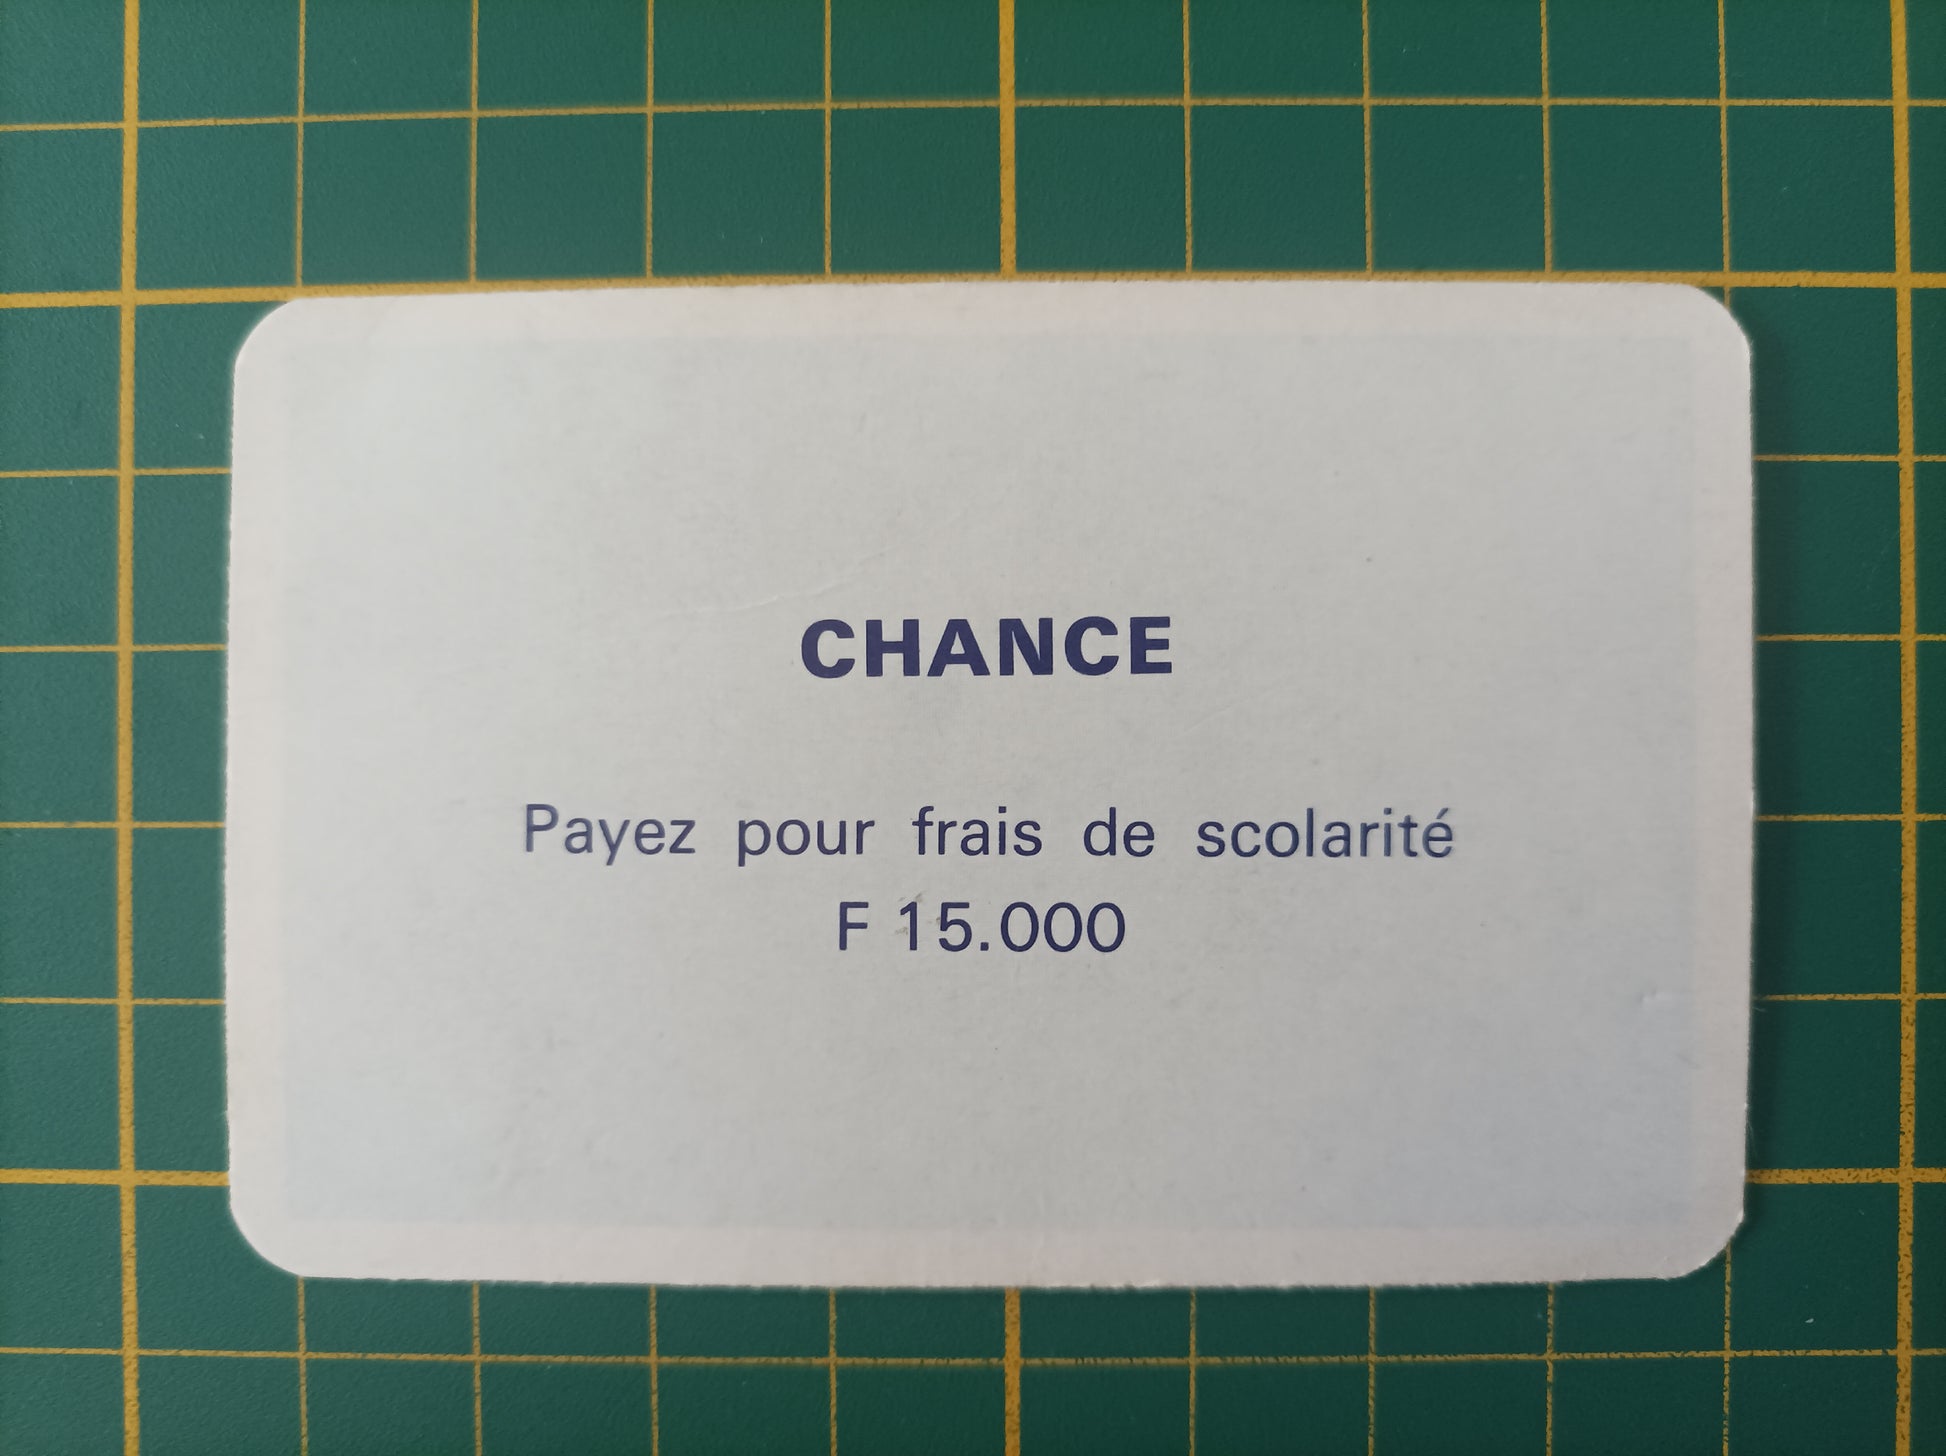 CHANCE
Payez pour frais de scolarité
F 15.000